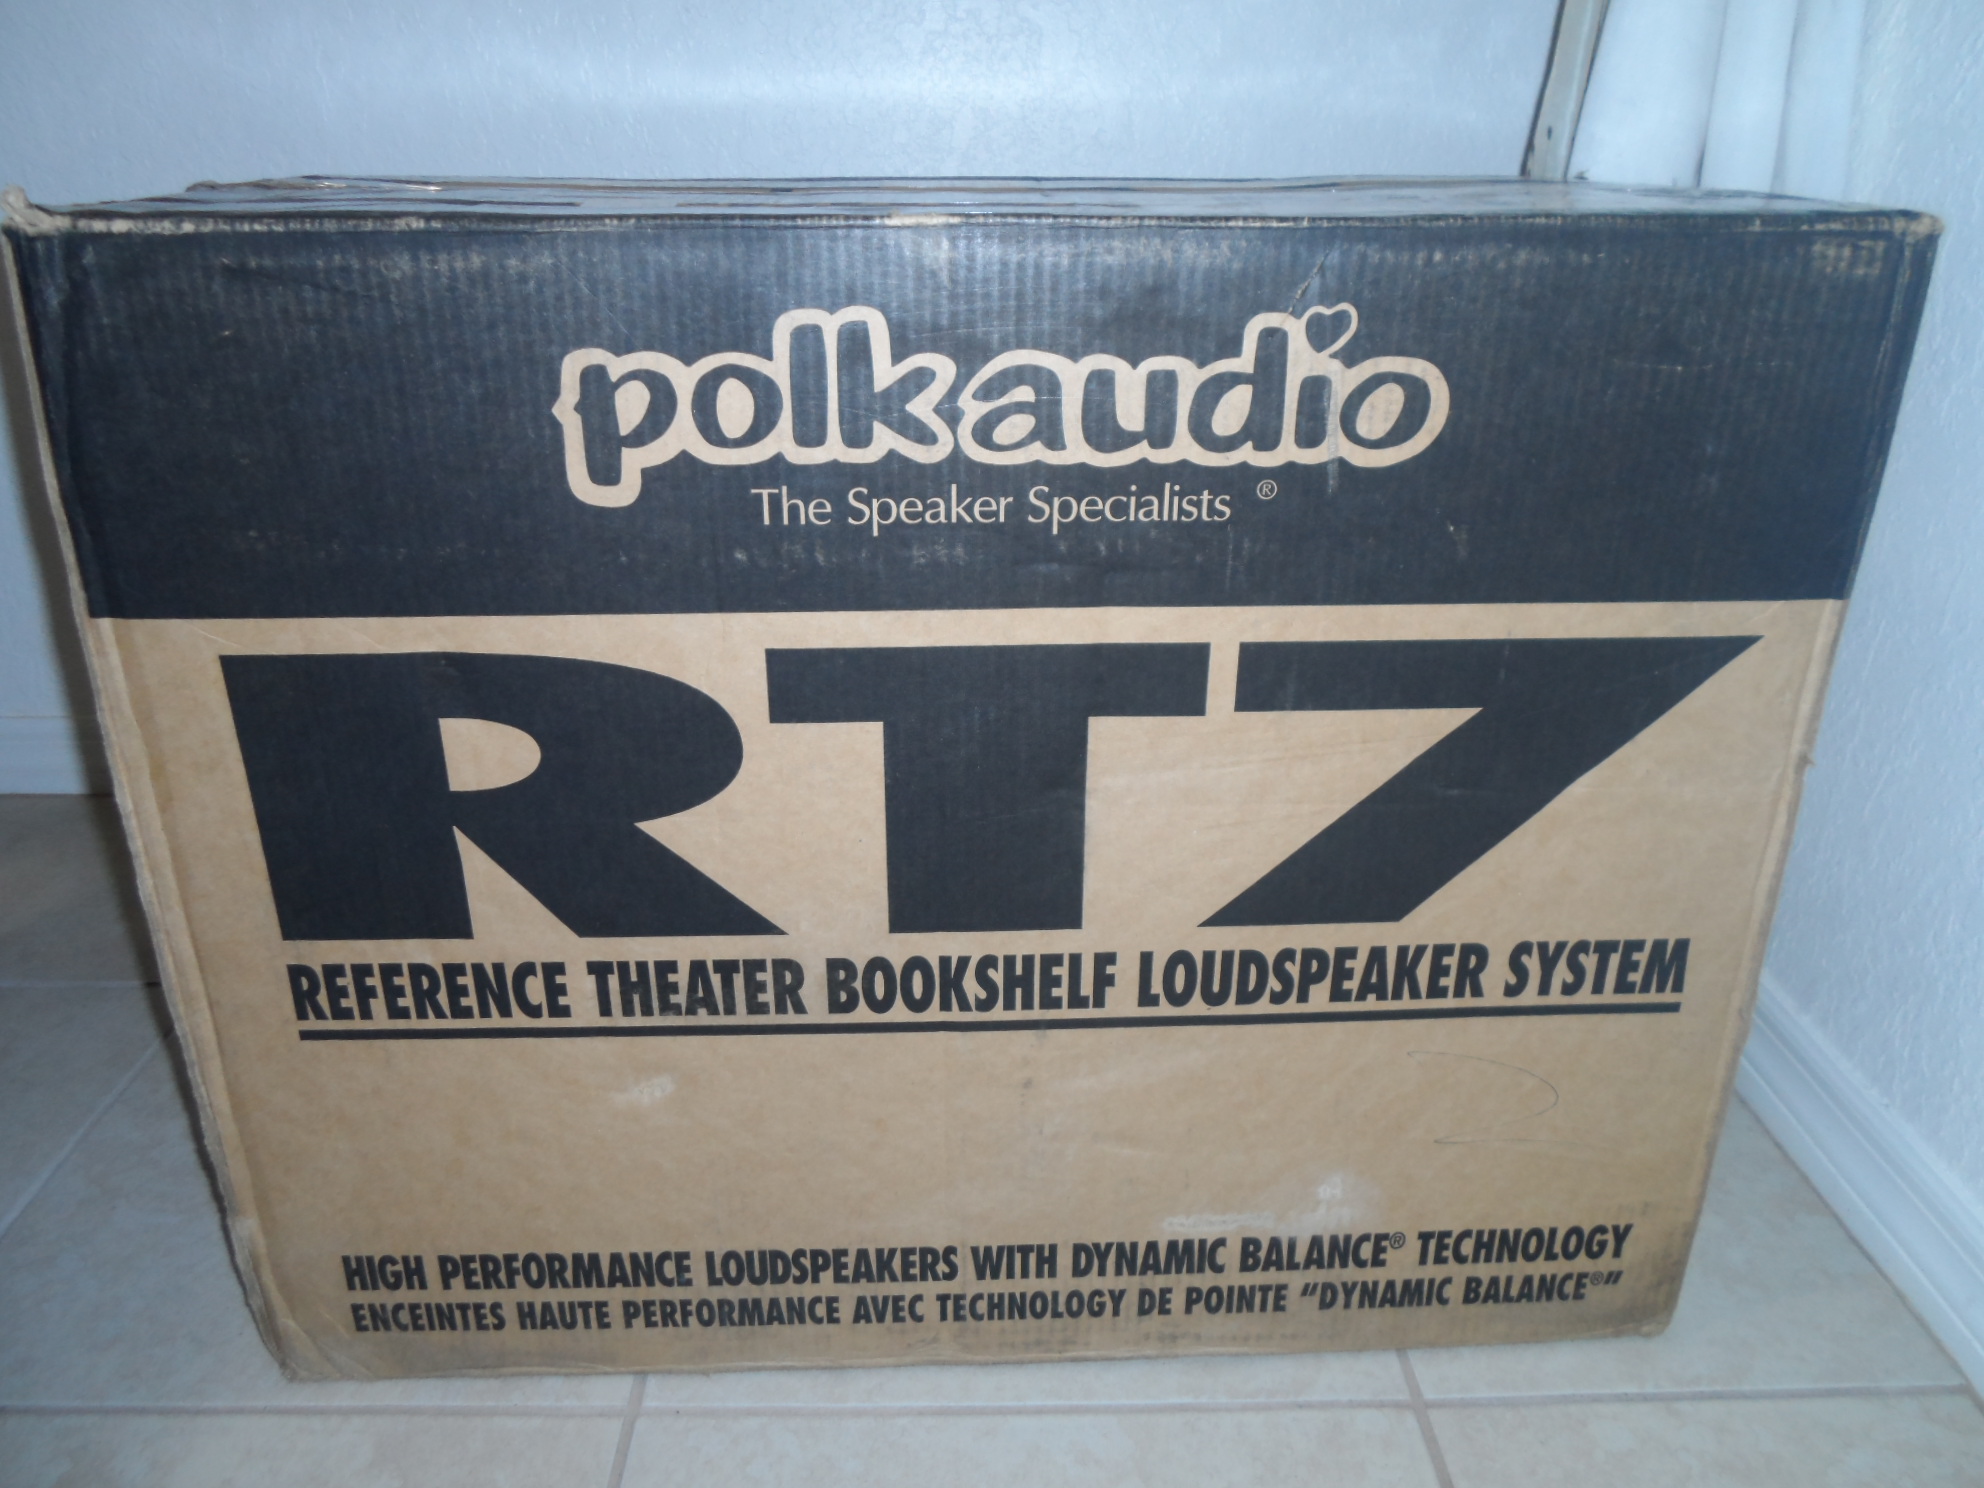 polkaudio
The Speaker Specialists ®
RT7
REFERENCE THEATER BOOKSHELF LOUDSPEAKER SYSTEM
HIGH PERFORMANCE LOUDSPEAKERS WITH DYNAMIC BALANCE® TECHNOLOGY
ENCEINTES HAUTE PERFORMANCE AVEC TECHNOLOGY DE POINTE "DYNAMIC BALANCE®"